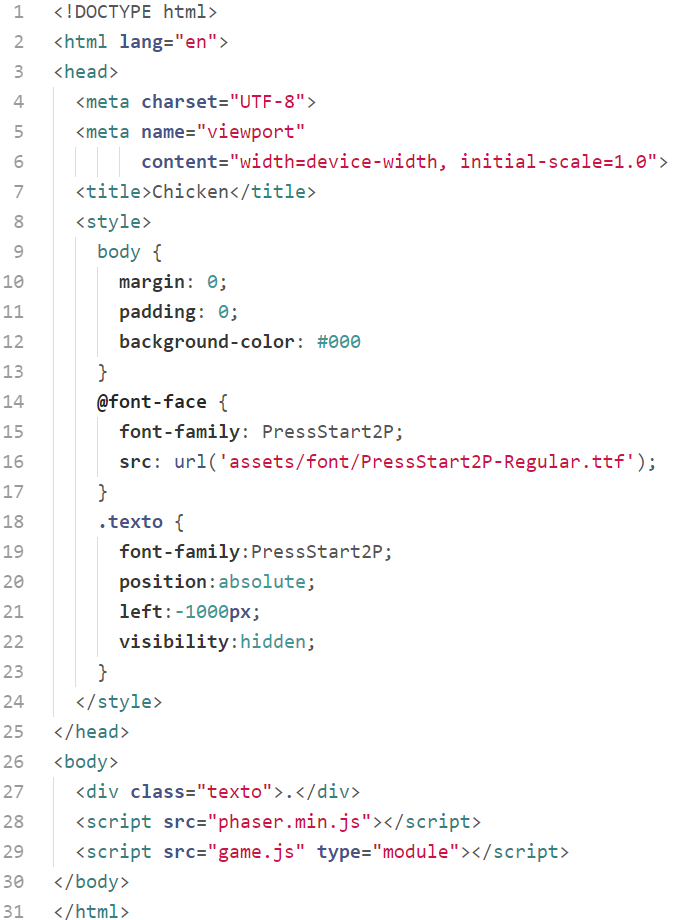 1 <!DOCTYPE html>
2 <html lang="en">
3 <head>
4   <meta charset="UTF-8">
5   <meta name="viewport"
6         content="width=device-width, initial-scale=1.0">
7   <title>Chicken</title>
8   <style>
9     body {
10       margin: 0;
11       padding: 0;
12       background-color: #000
13     }
14     @font-face {
15       font-family: PressStart2P;
16       src: url('assets/font/PressStart2P-Regular.ttf');
17     }
18     .texto {
19       font-family:PressStart2P;
20       position:absolute;
21       left:-1000px;
22       visibility:hidden;
23     }
24   </style>
25 </head>
26 <body>
27   <div class="texto">.</div>
28   <script src="phaser.min.js"></script>
29   <script src="game.js" type="module"></script>
30 </body>
31 </html>